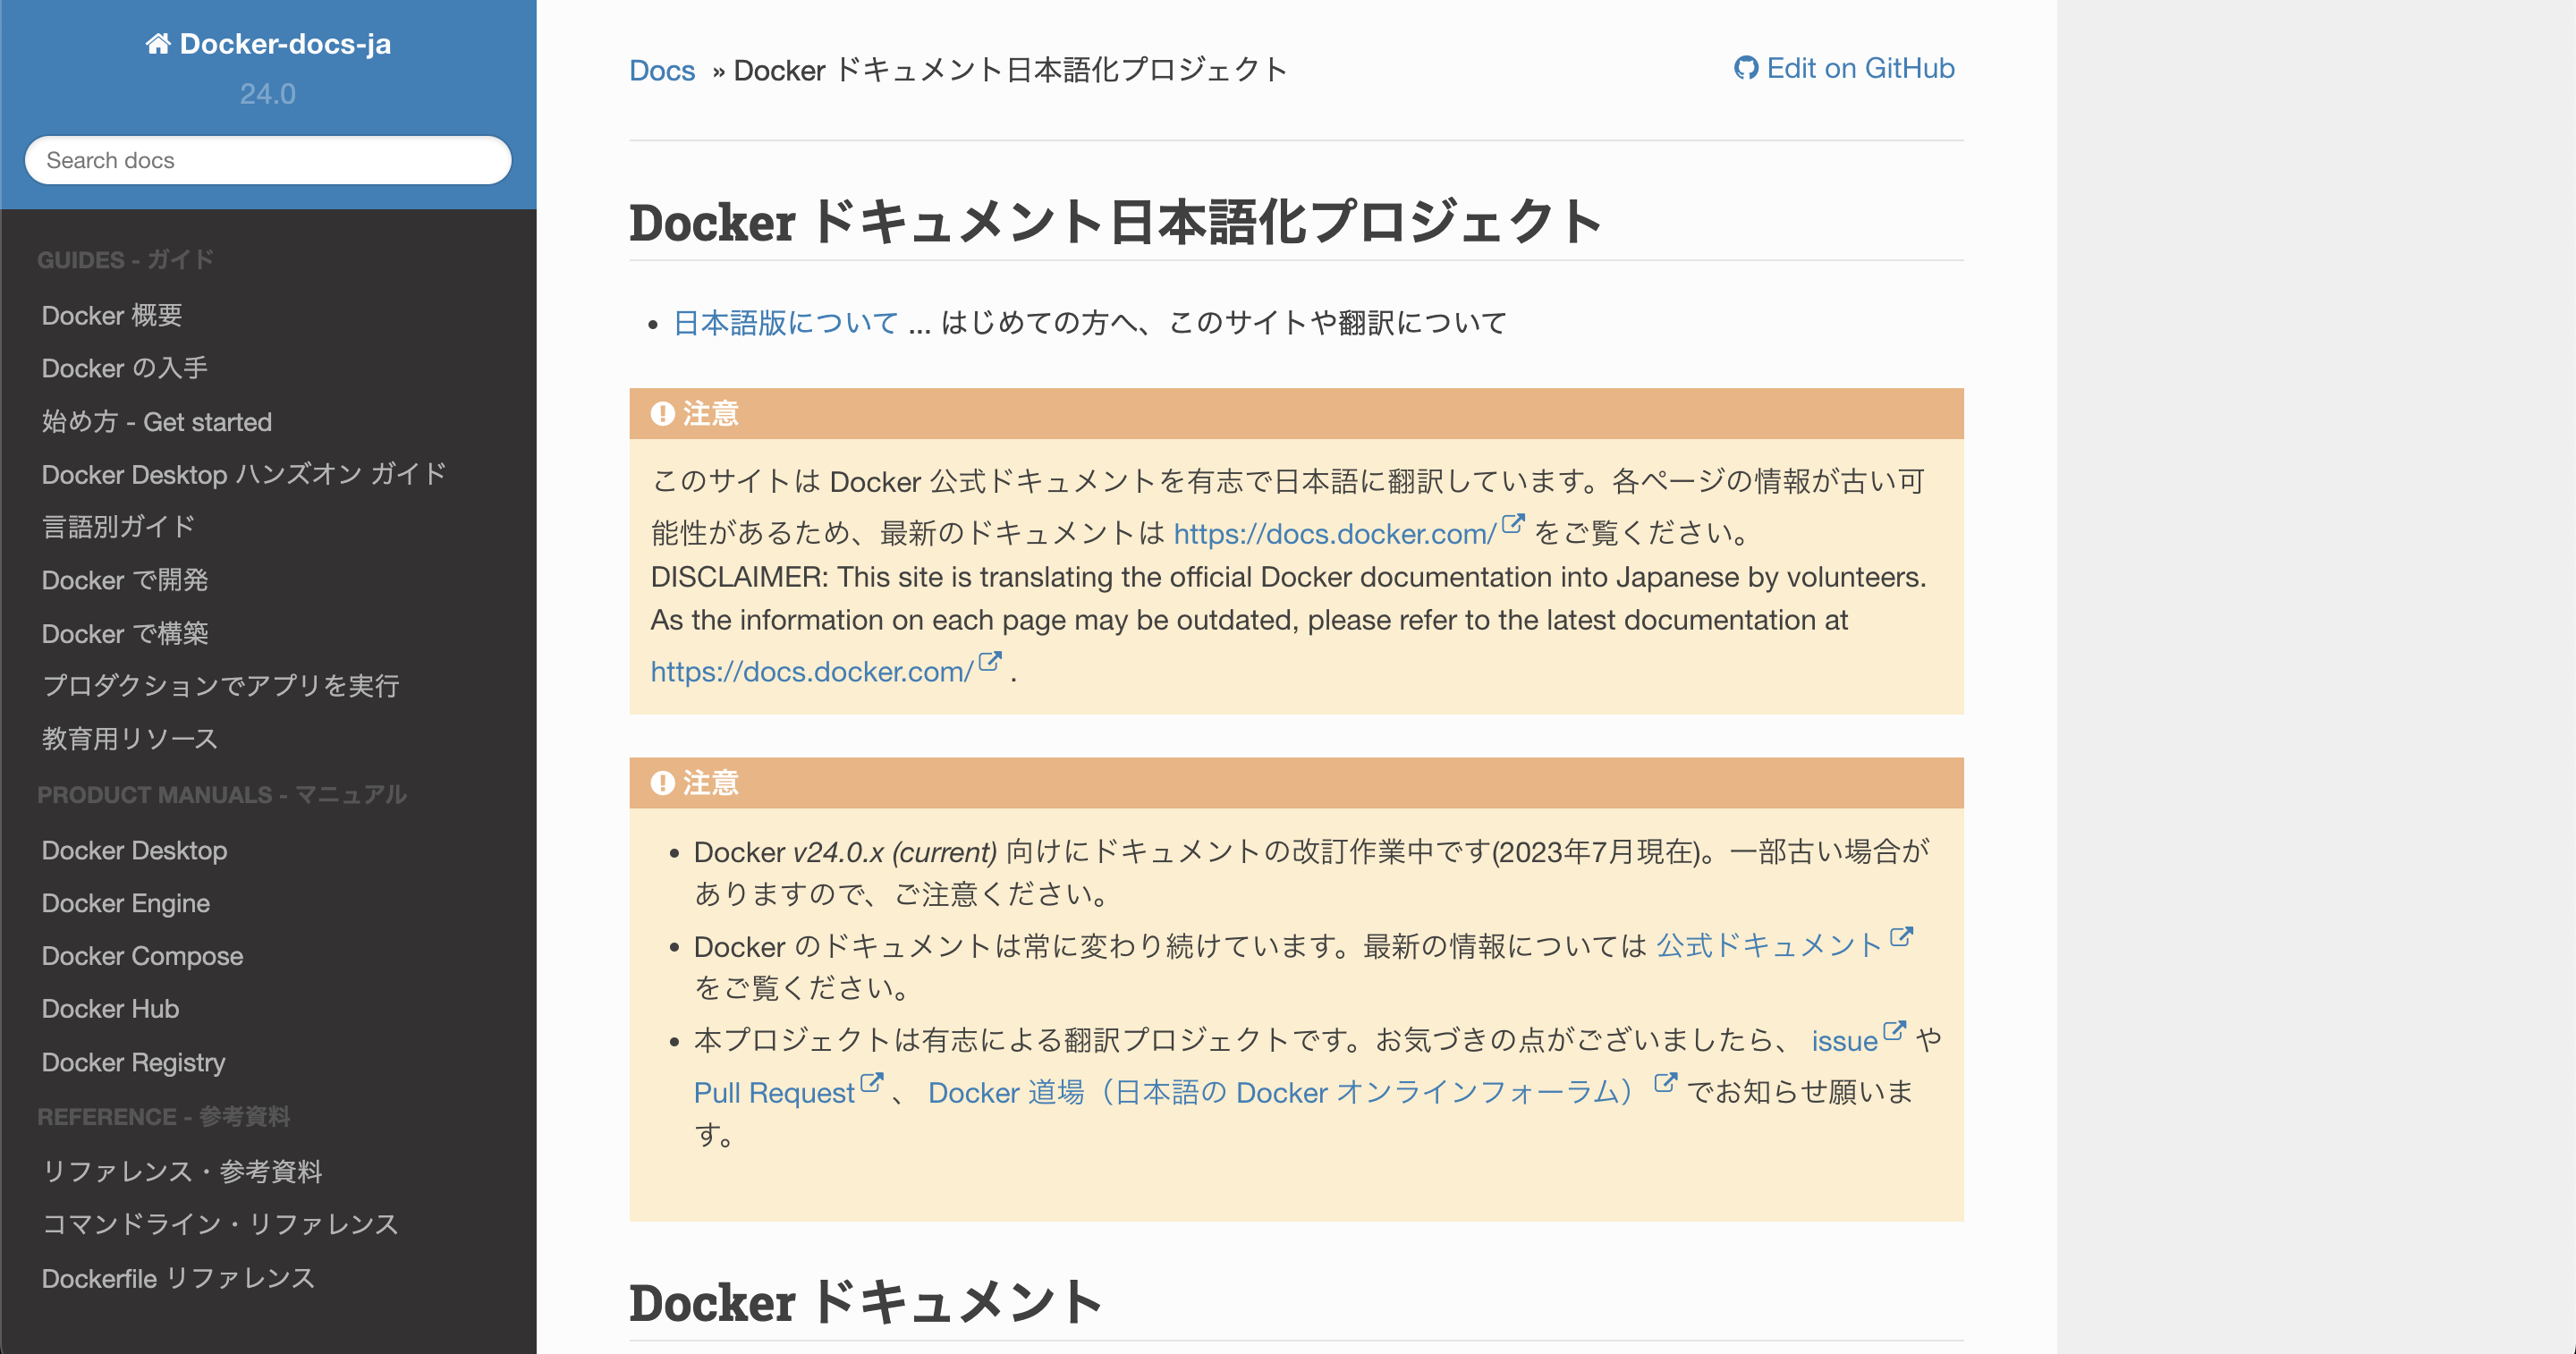 Docker-docs-ja
24.0
Search docs
GUIDES - ガイド
Docker 概要
Docker の入手
始め方 - Get started
Docker Desktop ハンズオン ガイド
言語別ガイド
Docker で開発
Docker で構築
プロダクションでアプリを実行
教育用リソース
PRODUCT MANUALS - マニュアル
Docker Desktop
Docker Engine
Docker Compose
Docker Hub
Docker Registry
REFERENCE - 参考資料
リファレンス・参考資料
コマンドライン・リファレンス
Dockerfile リファレンス
Docs » Docker ドキュメント日本語化プロジェクト
Edit on GitHub
Docker ドキュメント日本語化プロジェクト
• 日本語版について ... はじめての方へ、このサイトや翻訳について
注意
このサイトは Docker 公式ドキュメントを有志で日本語に翻訳しています。各ページの情報が古い可
能性があるため、最新のドキュメントは https://docs.docker.com/ をご覧ください。
DISCLAIMER: This site is translating the official Docker documentation into Japanese by volunteers.
As the information on each page may be outdated, please refer to the latest documentation at
https://docs.docker.com/ .
注意
• Docker v24.0.x (current) 向けにドキュメントの改訂作業中です(2023年7月現在)。一部古い場合が
ありますので、ご注意ください。
• Docker のドキュメントは常に変わり続けています。最新の情報については 公式ドキュメント
をご覧ください。
• 本プロジェクトは有志による翻訳プロジェクトです。お気づきの点がございましたら、 issue や
Pull Request 、 Docker 道場（日本語の Docker オンラインフォーラム） でお知らせ願いま
す。
Docker ドキュメント